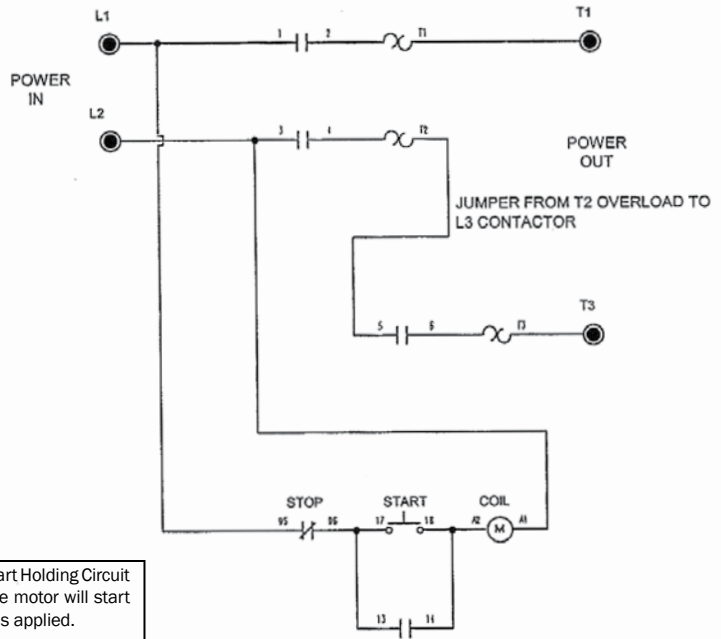 L1
T1
1 2 T1
POWER
IN
L2
3 4 T2
POWER
OUT
JUMPER FROM T2 OVERLOAD TO
L3 CONTACTOR
T3
5 6 T3
STOP START COIL
95 96 17 18 A2 M A1
art Holding Circuit
e motor will start
s applied.
13 14